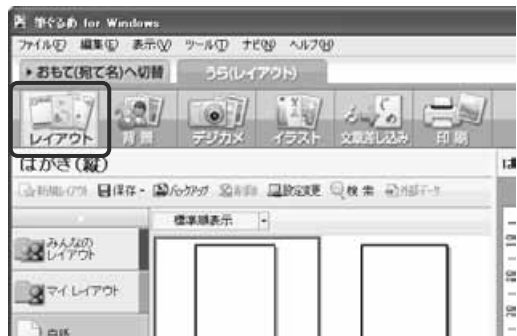 筆ぐるめ for Windows
ファイル(F) 編集(E) 表示(V) ツール(T) ナビ(N) ヘルプ(H)
おもて(宛て名)へ切替 うら(レイアウト)
レイアウト 背景 デジカメ イラスト 文章差し込み 印刷
はがき(縦)
保存 バックアップ 設定変更 検索
標準順表示
みんなの
レイアウト
マイ レイアウト
白紙